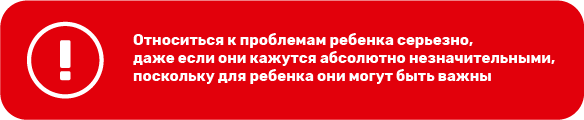 Относиться к проблемам ребенка серьезно,
даже если они кажутся абсолютно незначительными,
поскольку для ребенка они могут быть важны